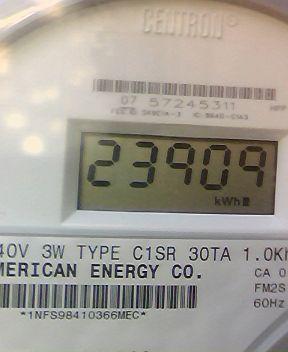 CENTRON®
07 57245311
23909
kWh
40V 3W TYPE C1SR 30TA 1.0Kh
MERICAN ENERGY CO.
CA 0
FM2S
60Hz
*1NFS98410366MEC*